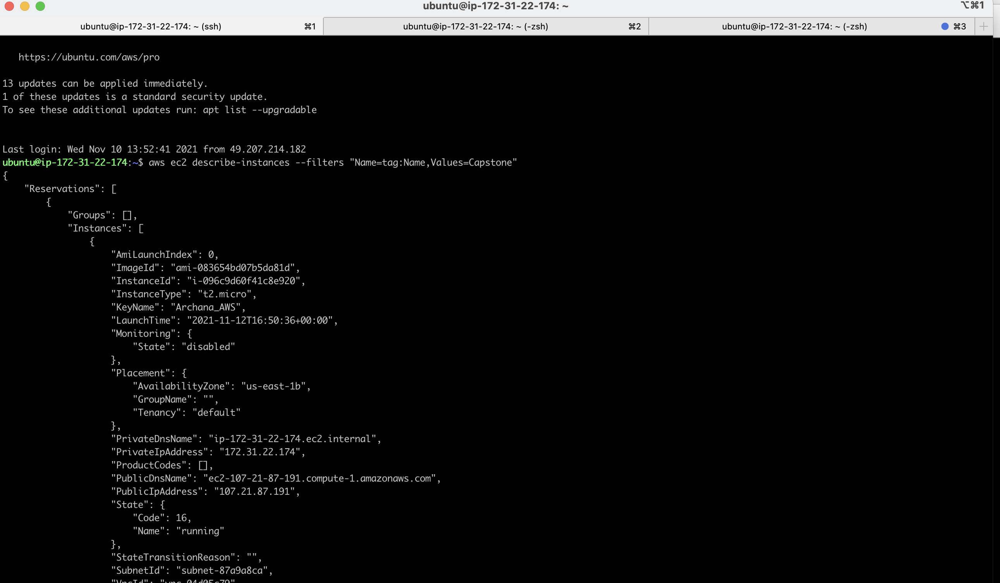 ubuntu@ip-172-31-22-174: ~
⌥⌘1
ubuntu@ip-172-31-22-174: ~ (ssh) ⌘1
ubuntu@ip-172-31-22-174: ~ (-zsh) ⌘2
ubuntu@ip-172-31-22-174: ~ (-zsh) ⌘3
https://ubuntu.com/aws/pro
13 updates can be applied immediately.
1 of these updates is a standard security update.
To see these additional updates run: apt list --upgradable
Last login: Wed Nov 10 13:52:41 2021 from 49.207.214.182
ubuntu@ip-172-31-22-174:~$ aws ec2 describe-instances --filters "Name=tag:Name,Values=Capstone"
{
    "Reservations": [
        {
            "Groups": [],
            "Instances": [
                {
                    "AmiLaunchIndex": 0,
                    "ImageId": "ami-083654bd07b5da81d",
                    "InstanceId": "i-096c9d60f41c8e920",
                    "InstanceType": "t2.micro",
                    "KeyName": "Archana_AWS",
                    "LaunchTime": "2021-11-12T16:50:36+00:00",
                    "Monitoring": {
                        "State": "disabled"
                    },
                    "Placement": {
                        "AvailabilityZone": "us-east-1b",
                        "GroupName": "",
                        "Tenancy": "default"
                    },
                    "PrivateDnsName": "ip-172-31-22-174.ec2.internal",
                    "PrivateIpAddress": "172.31.22.174",
                    "ProductCodes": [],
                    "PublicDnsName": "ec2-107-21-87-191.compute-1.amazonaws.com",
                    "PublicIpAddress": "107.21.87.191",
                    "State": {
                        "Code": 16,
                        "Name": "running"
                    },
                    "StateTransitionReason": "",
                    "SubnetId": "subnet-87a9a8ca",
                    "VpcId":